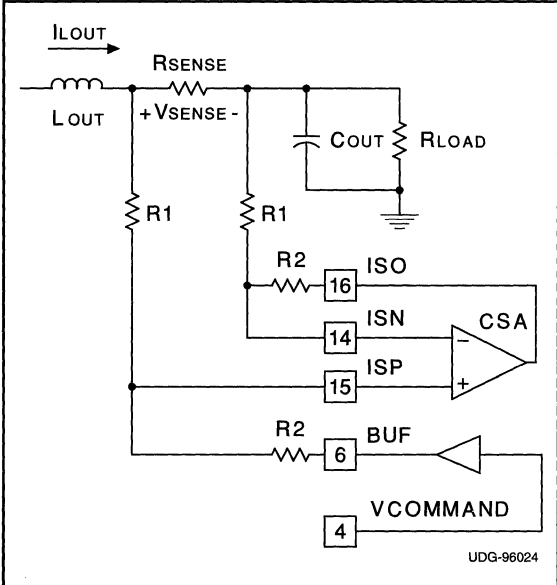 ILOUT
RSENSE
LOUT
+VSENSE-
COUT
RLOAD
R1
R1
R2
16
ISO
14
ISN
CSA
−
15
ISP
+
R2
6
BUF
VCOMMAND
4
UDG-96024